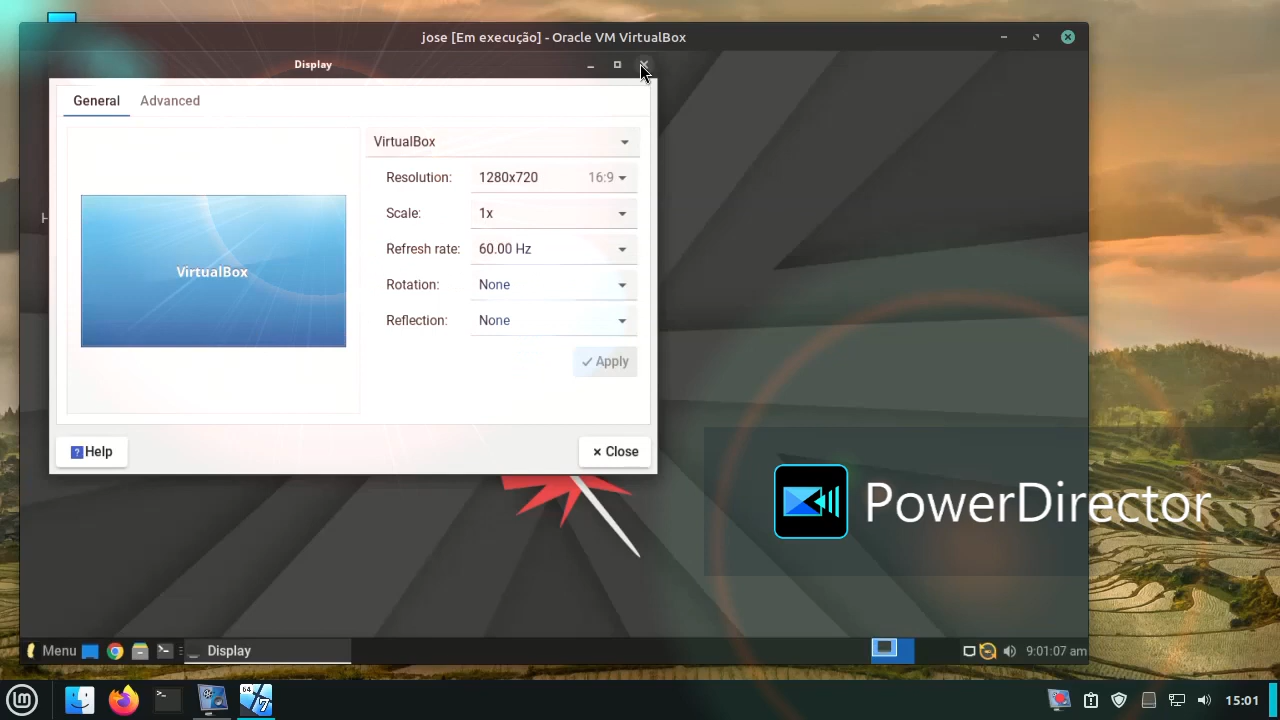 jose [Em execução] - Oracle VM VirtualBox
Display
General
Advanced
VirtualBox
Resolution:
1280x720
16:9
Scale:
1x
Refresh rate:
60.00 Hz
VirtualBox
Rotation:
None
Reflection:
None
Apply
Help
Close
H
PowerDirector
Menu
Display
9:01:07 am
64
7
15:01